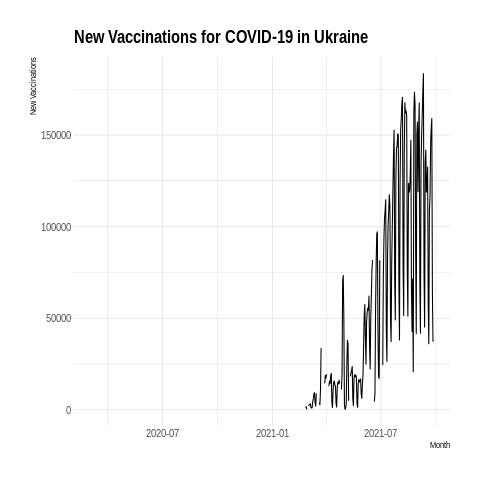 New Vaccinations for COVID-19 in Ukraine
New Vaccinations
150000
100000
50000
0
2020-07
2021-01
2021-07
Month